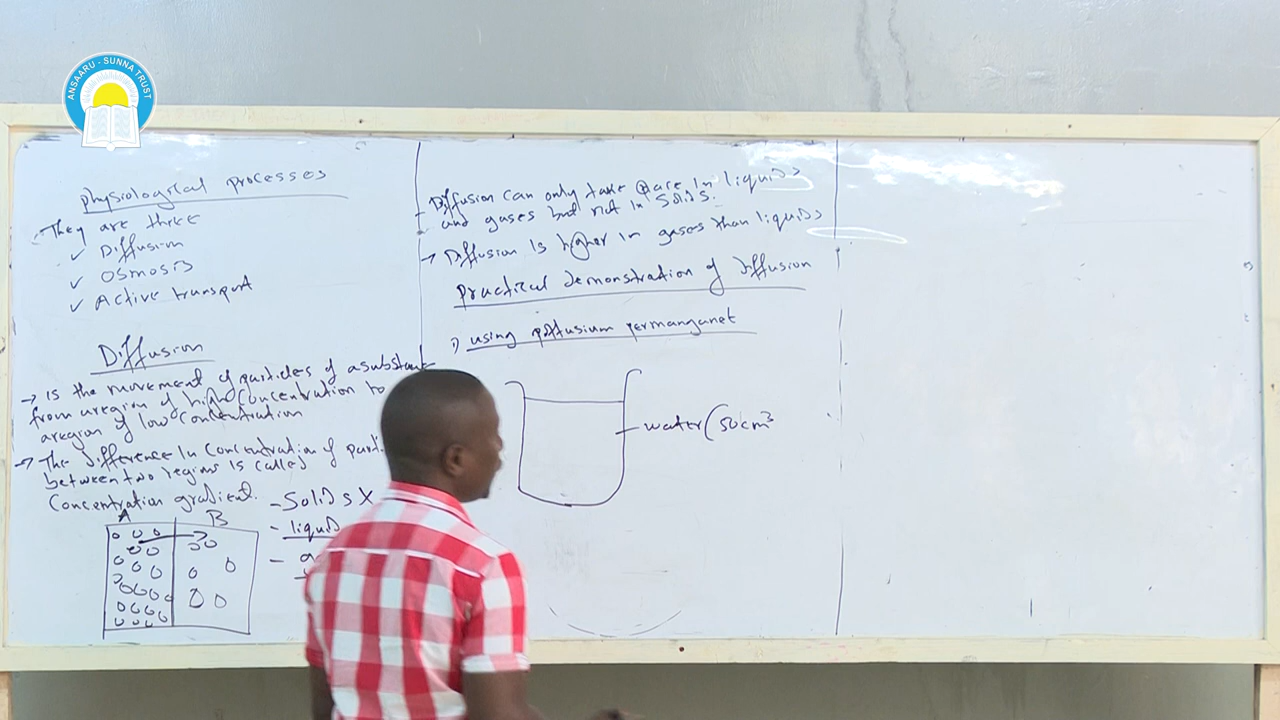 ANSAARU - SUNNA TRUST
physiological processes
They are three
✓ Diffusion
✓ Osmosis
✓ Active transport
Diffusion
→ Is the movement of particles of a substan
from a region of high concentration to
a region of low concentration
→ The difference in concentration of parti
between two regions is called
Concentration gradient.
A B
- Solids X
- liquid
- Diffusion can only take place in liquids
and gases but not in solids.
→ Diffusion is higher in gases than liquids
Practical demonstration of diffusion
1) using potassium permanganet
water (50cm³